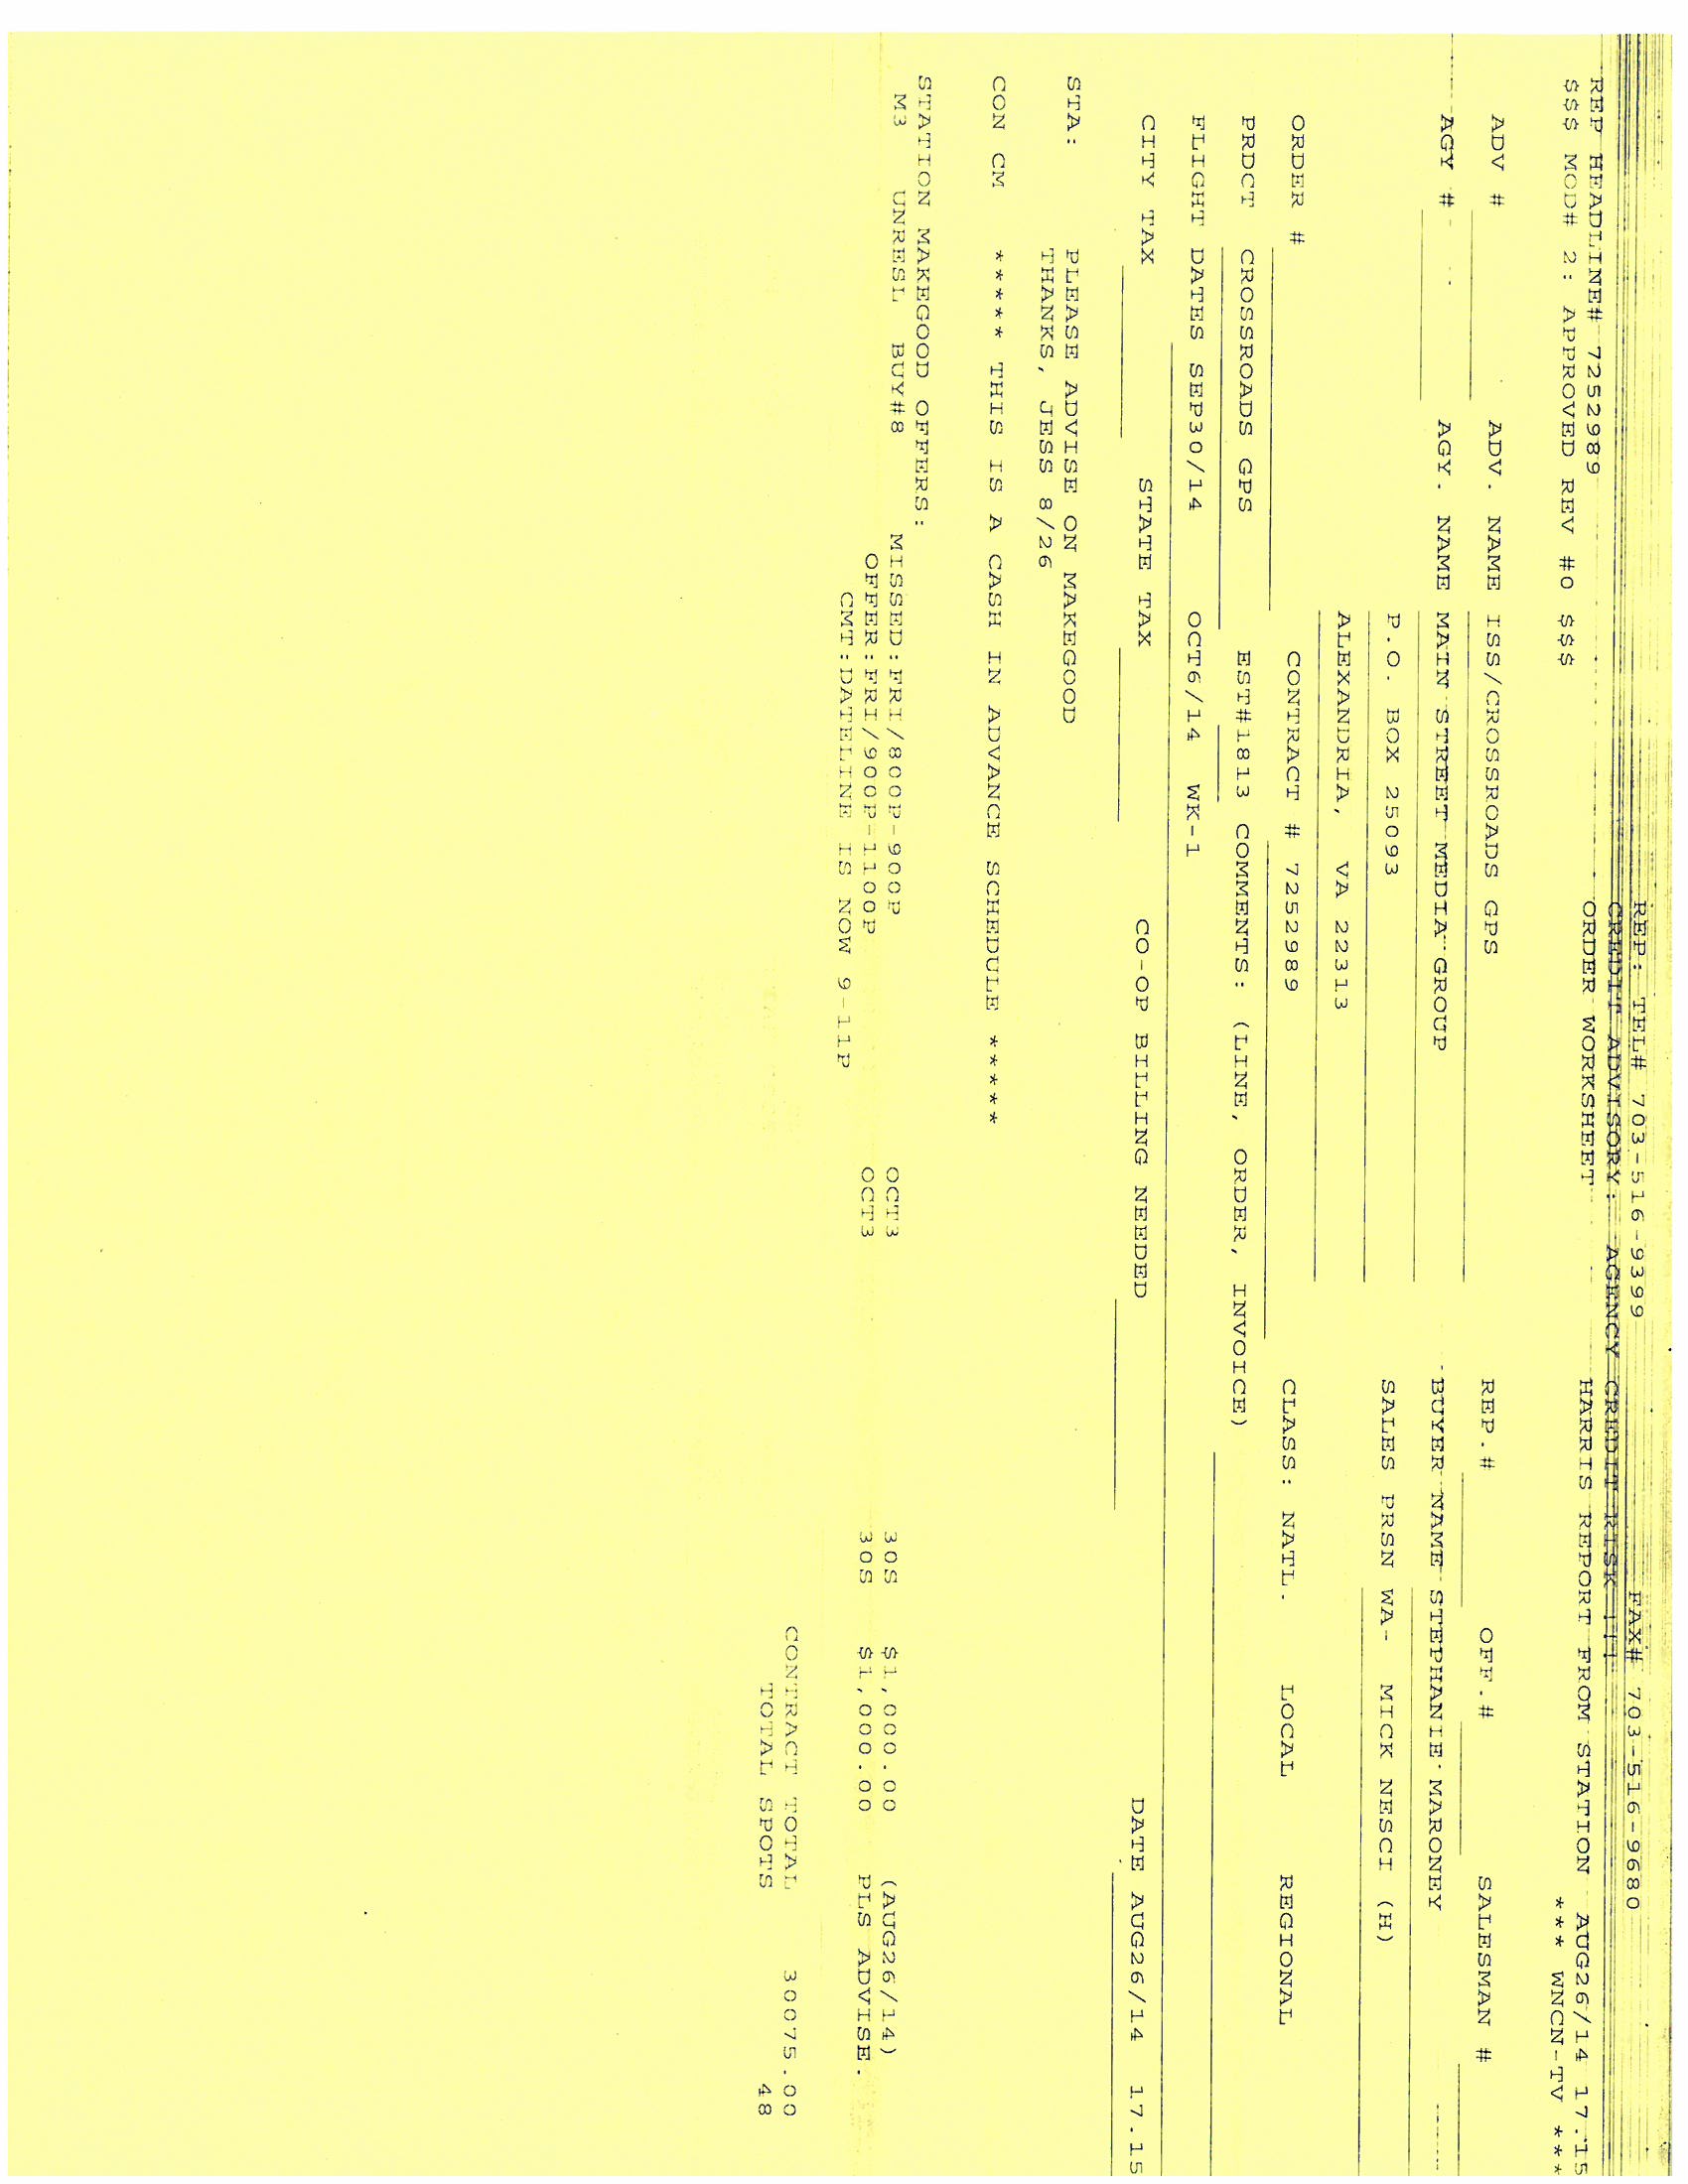 REP: TEL# 703-516-9399 FAX# 703-516-9680
CREDIT ADVISORY: AGENCY CREDIT RISK !!!
REP HEADLINE# 7252989 ORDER WORKSHEET HARRIS REPORT FROM STATION AUG26/14 17.15
$$$ MOD# 2: APPROVED REV #0 $$$ *** WNCN-TV ***
ADV # ADV. NAME ISS/CROSSROADS GPS REP.# OFF.# SALESMAN #
AGY # AGY. NAME MAIN STREET MEDIA GROUP BUYER NAME STEPHANIE MARONEY
P.O. BOX 25093 SALES PRSN WA- MICK NESCI (H)
ALEXANDRIA, VA 22313
ORDER # CONTRACT # 7252989 CLASS: NATL. LOCAL REGIONAL
PRDCT CROSSROADS GPS EST#1813 COMMENTS: (LINE, ORDER, INVOICE)
FLIGHT DATES SEP30/14 OCT6/14 WK-1
CITY TAX STATE TAX CO-OP BILLING NEEDED DATE AUG26/14 17.15
STA: PLEASE ADVISE ON MAKEGOOD
THANKS, JESS 8/26
CON CM ***** THIS IS A CASH IN ADVANCE SCHEDULE *****
STATION MAKEGOOD OFFERS:
M3 UNRESL BUY#8 MISSED:FRI/800P-900P OCT3 30S $1,000.00 (AUG26/14)
OFFER:FRI/900P-1100P OCT3 30S $1,000.00 PLS ADVISE.
CMT:DATELINE IS NOW 9-11P
CONTRACT TOTAL 30075.00
TOTAL SPOTS 48